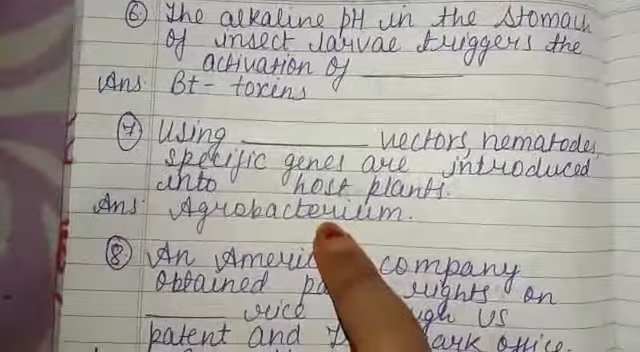 ⑥ The alkaline pH in the stomach
of insect larvae triggers the
activation of ________
Ans. Bt - toxins
⑦ Using ________ vectors, nematodes
specific genes are introduced
into host plants.
Ans. Agrobacterium.
⑧ An company
obtained rights on
________ rice US
patent and office.